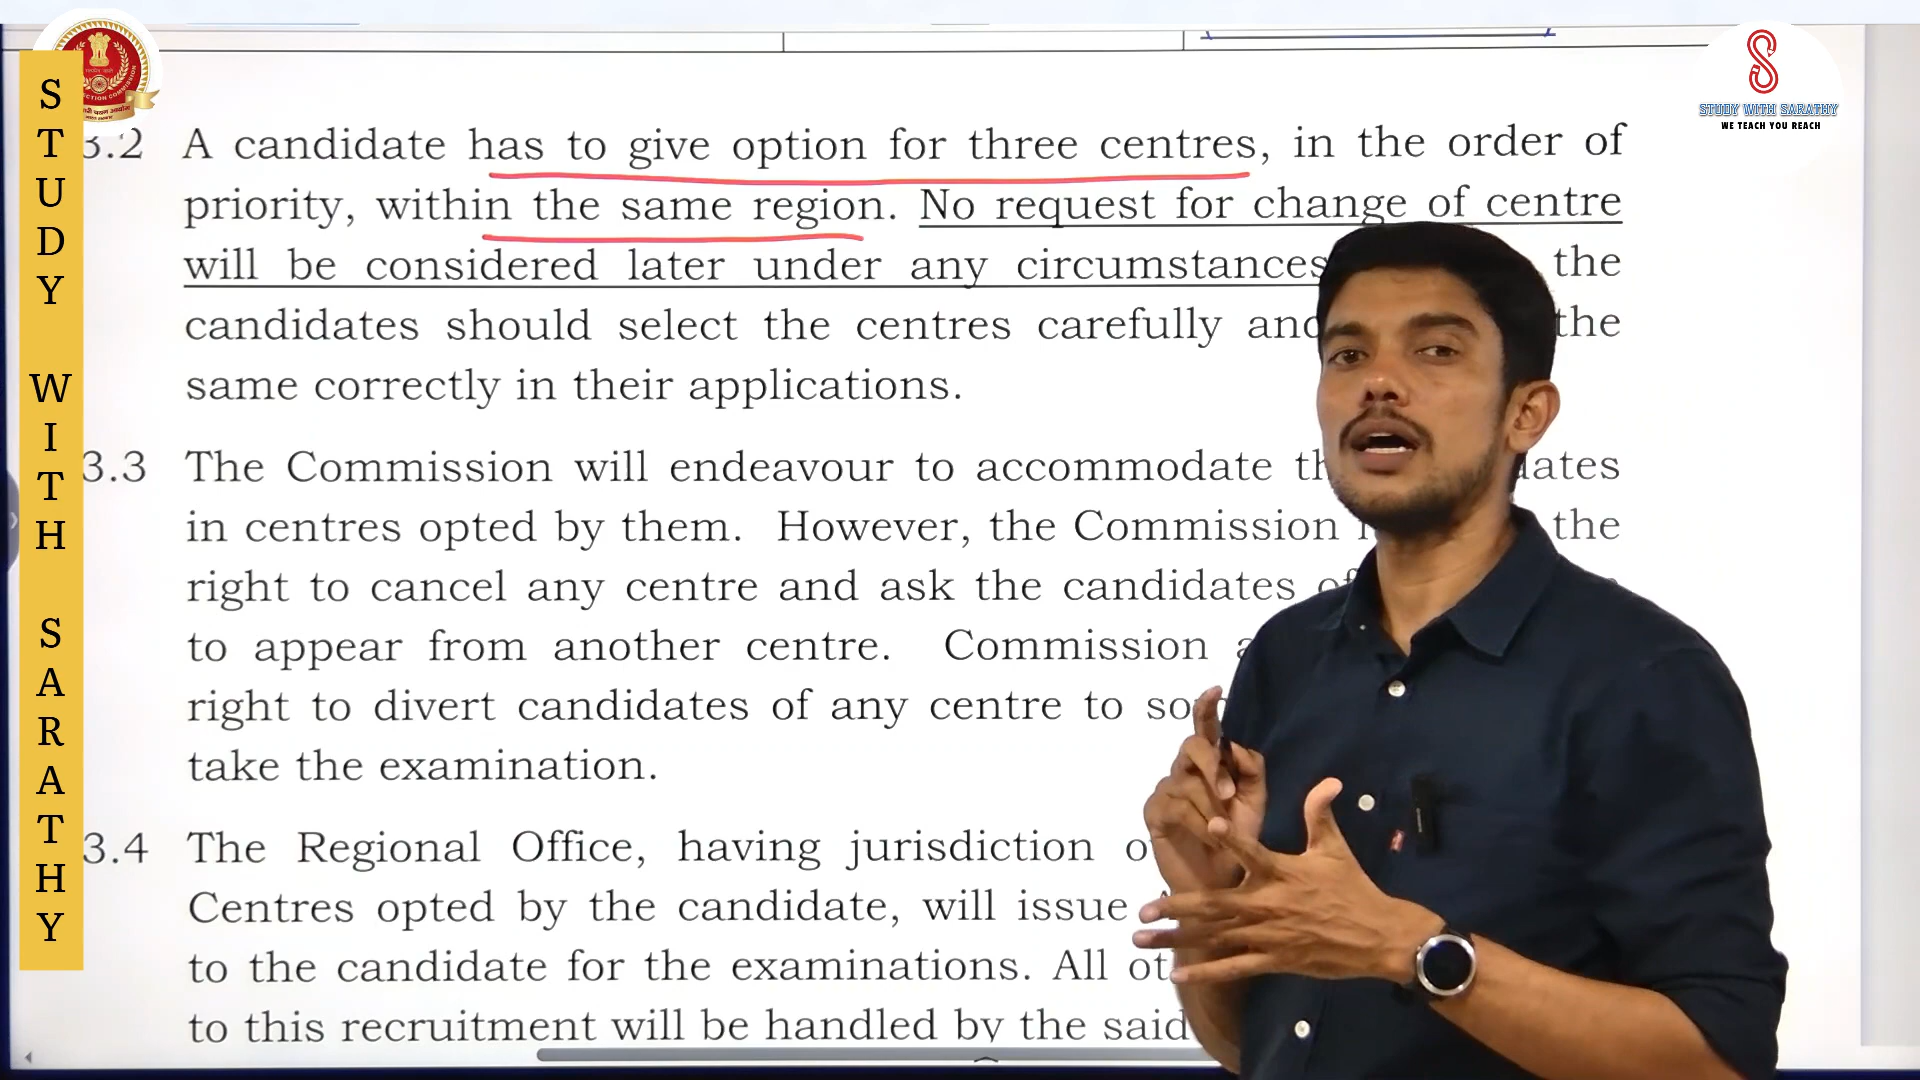 STUDY WITH SARATHY
STUDY WITH SARATHY
WE TEACH YOU REACH
3.2 A candidate has to give option for three centres, in the order of
priority, within the same region. No request for change of centre
will be considered later under any circumstances the
candidates should select the centres carefully and the
same correctly in their applications.
3.3 The Commission will endeavour to accommodate
in centres opted by them. However, the Commission the
right to cancel any centre and ask the candidates
to appear from another centre. Commission
right to divert candidates of any centre to
take the examination.
3.4 The Regional Office, having jurisdiction
Centres opted by the candidate, will issue
to the candidate for the examinations. All
to this recruitment will be handled by the said